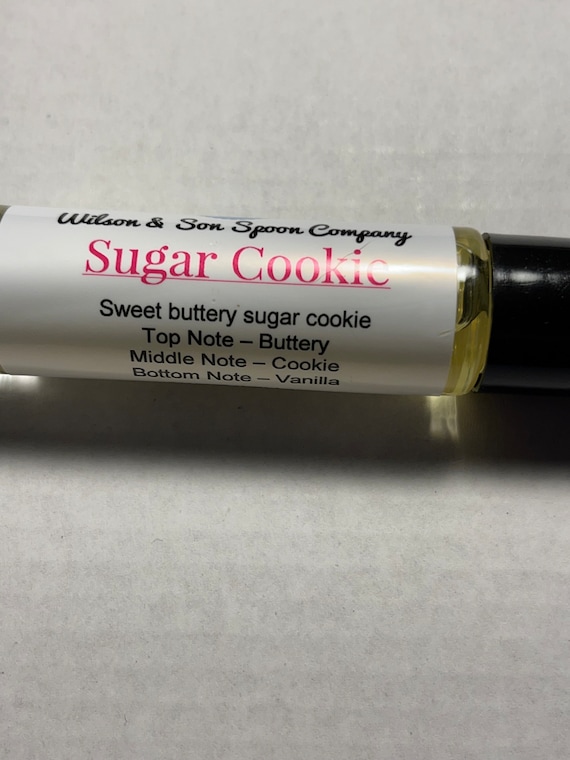 Wilson & Son Spoon Company
Sugar Cookie
Sweet buttery sugar cookie
Top Note – Buttery
Middle Note – Cookie
Bottom Note – Vanilla